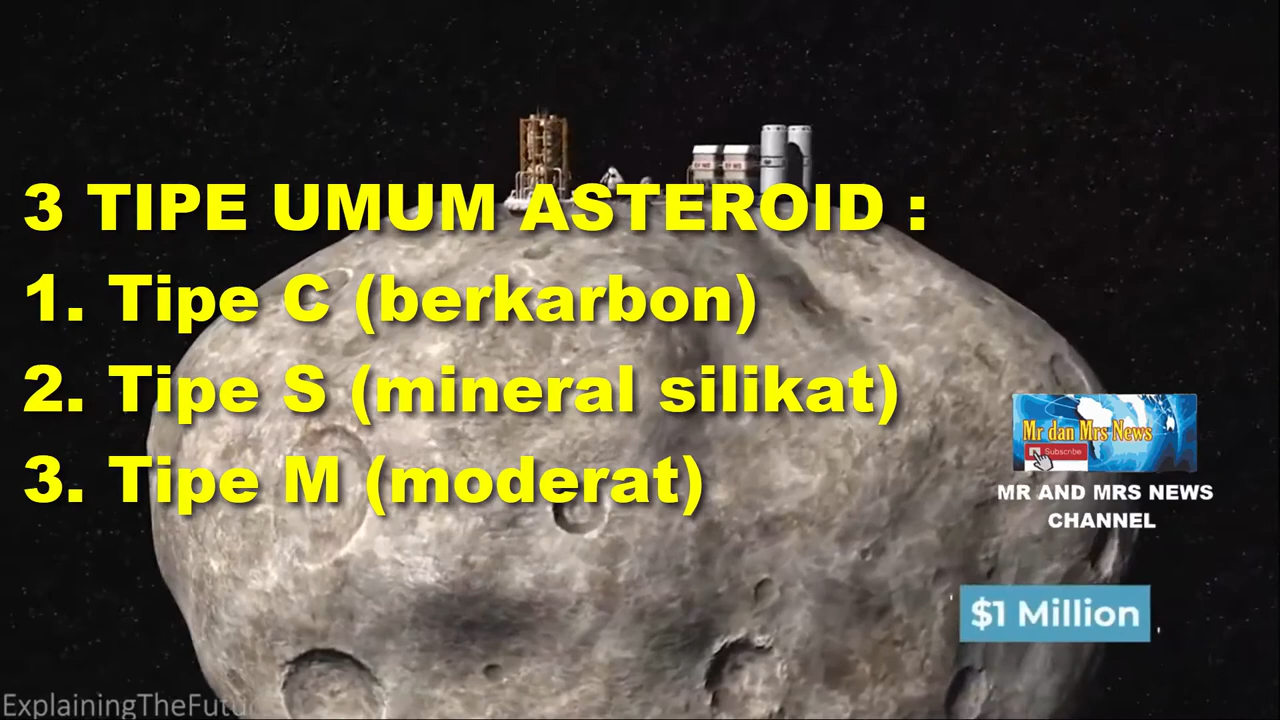 3 TIPE UMUM ASTEROID :
1. Tipe C (berkarbon)
2. Tipe S (mineral silikat)
3. Tipe M (moderat)
Mr dan Mrs News
Subscribe
MR AND MRS NEWS
CHANNEL
$1 Million
ExplainingTheFutu